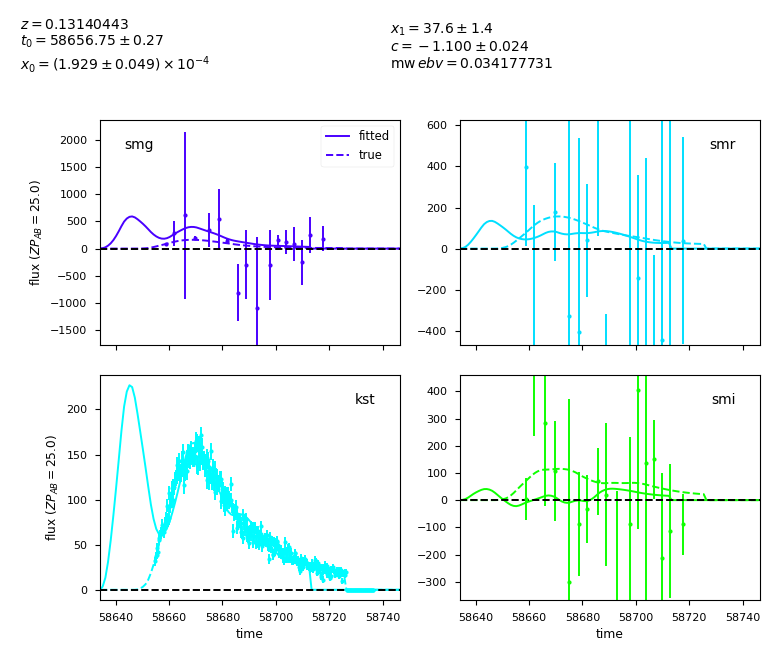 z = 0.13140443
t₀ = 58656.75 ± 0.27
x₀ = (1.929 ± 0.049) × 10⁻⁴
x₁ = 37.6 ± 1.4
c = −1.100 ± 0.024
mw ebv = 0.034177731
smg
fitted
true
2000
1500
1000
500
0
−500
−1000
−1500
flux (ZP_AB = 25.0)
smr
600
400
200
0
−200
−400
kst
200
150
100
50
0
flux (ZP_AB = 25.0)
58640 58660 58680 58700 58720 58740
time
smi
400
300
200
100
0
−100
−200
−300
58640 58660 58680 58700 58720 58740
time